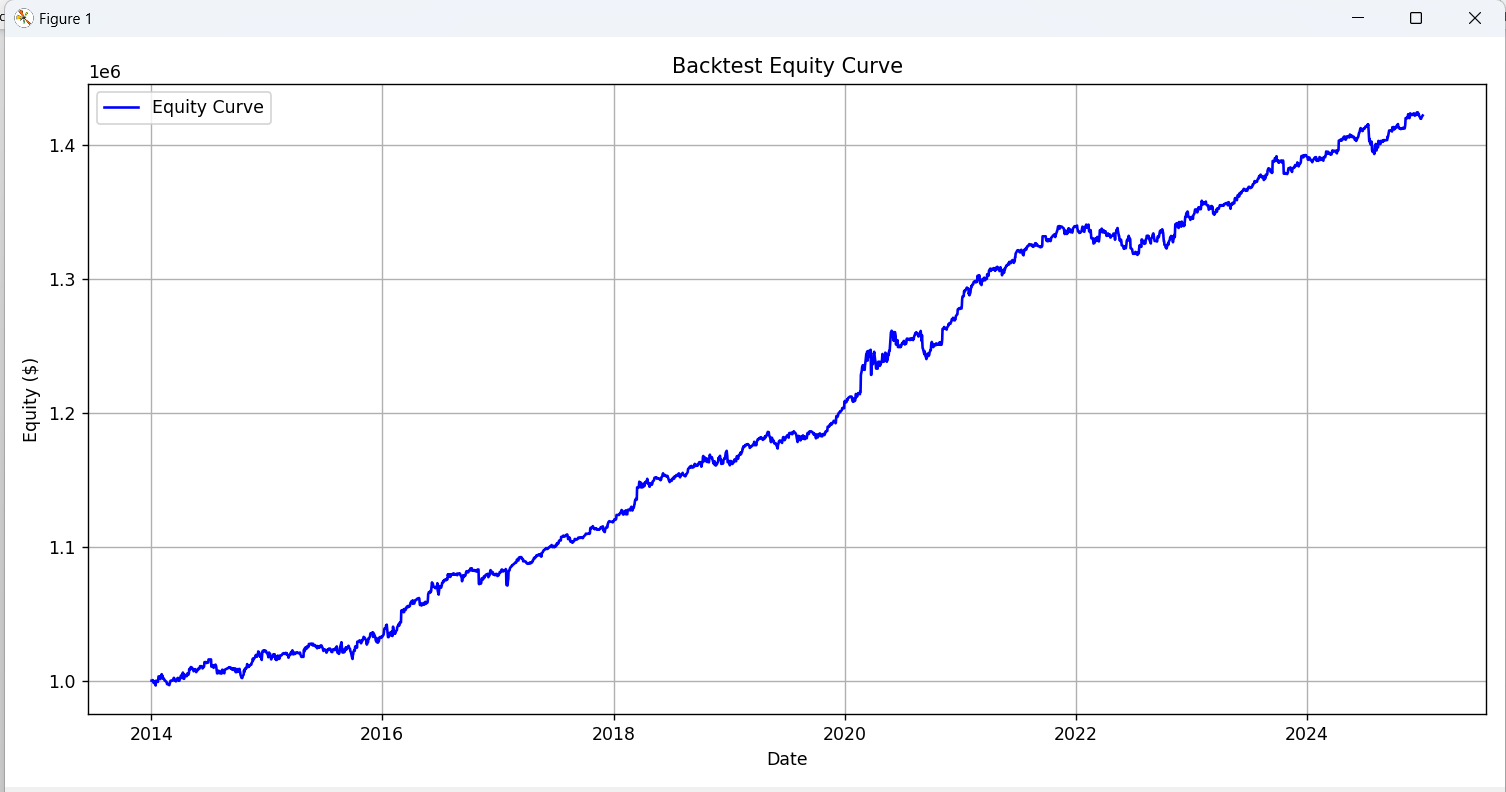 Figure 1
Backtest Equity Curve
1e6
Equity Curve
1.4
1.3
1.2
1.1
1.0
Equity ($)
2014 2016 2018 2020 2022 2024
Date